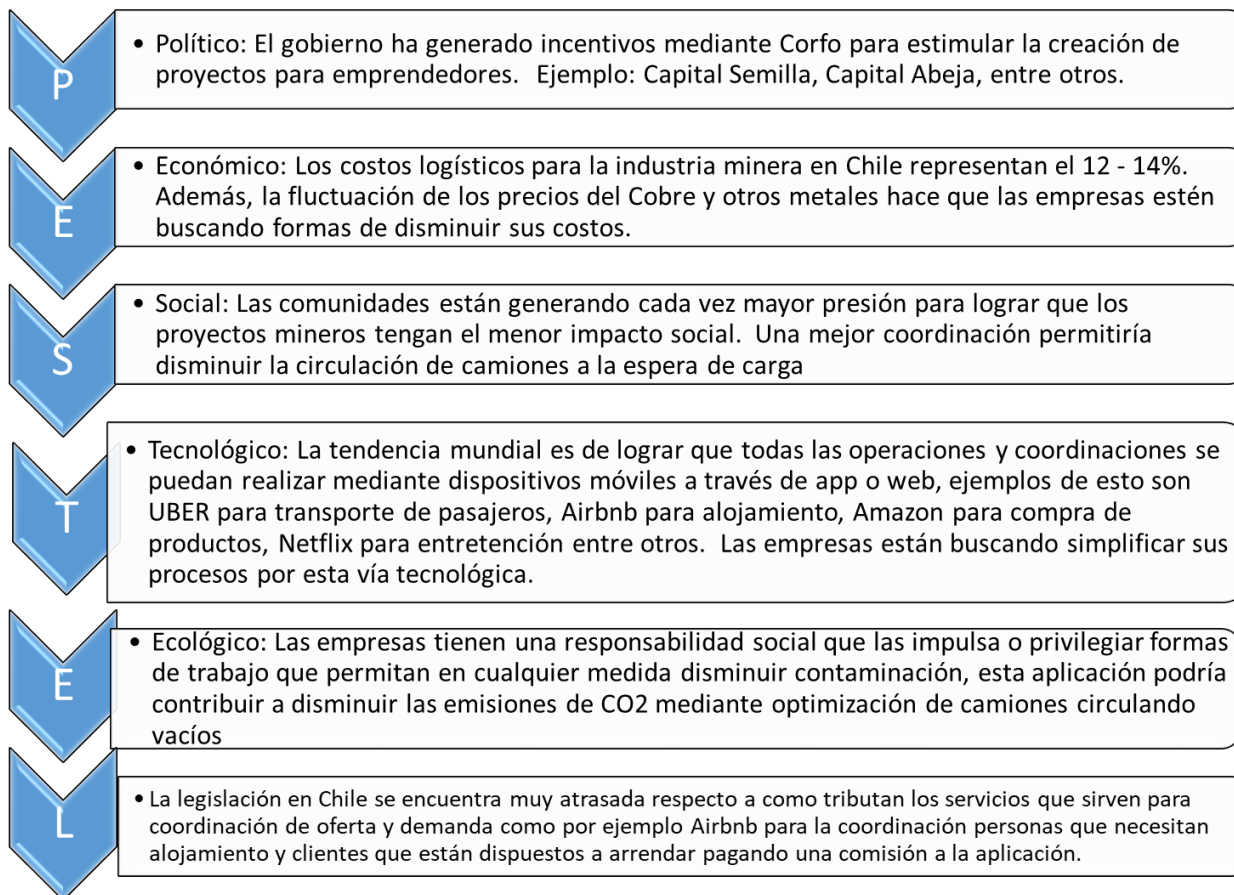 P
• Político: El gobierno ha generado incentivos mediante Corfo para estimular la creación de
proyectos para emprendedores. Ejemplo: Capital Semilla, Capital Abeja, entre otros.
E
• Económico: Los costos logísticos para la industria minera en Chile representan el 12 - 14%.
Además, la fluctuación de los precios del Cobre y otros metales hace que las empresas estén
buscando formas de disminuir sus costos.
S
• Social: Las comunidades están generando cada vez mayor presión para lograr que los
proyectos mineros tengan el menor impacto social. Una mejor coordinación permitiría
disminuir la circulación de camiones a la espera de carga
T
• Tecnológico: La tendencia mundial es de lograr que todas las operaciones y coordinaciones se
puedan realizar mediante dispositivos móviles a través de app o web, ejemplos de esto son
UBER para transporte de pasajeros, Airbnb para alojamiento, Amazon para compra de
productos, Netflix para entretención entre otros. Las empresas están buscando simplificar sus
procesos por esta vía tecnológica.
E
• Ecológico: Las empresas tienen una responsabilidad social que las impulsa o privilegiar formas
de trabajo que permitan en cualquier medida disminuir contaminación, esta aplicación podría
contribuir a disminuir las emisiones de CO2 mediante optimización de camiones circulando
vacíos
L
• La legislación en Chile se encuentra muy atrasada respecto a como tributan los servicios que sirven para
coordinación de oferta y demanda como por ejemplo Airbnb para la coordinación personas que necesitan
alojamiento y clientes que están dispuestos a arrendar pagando una comisión a la aplicación.